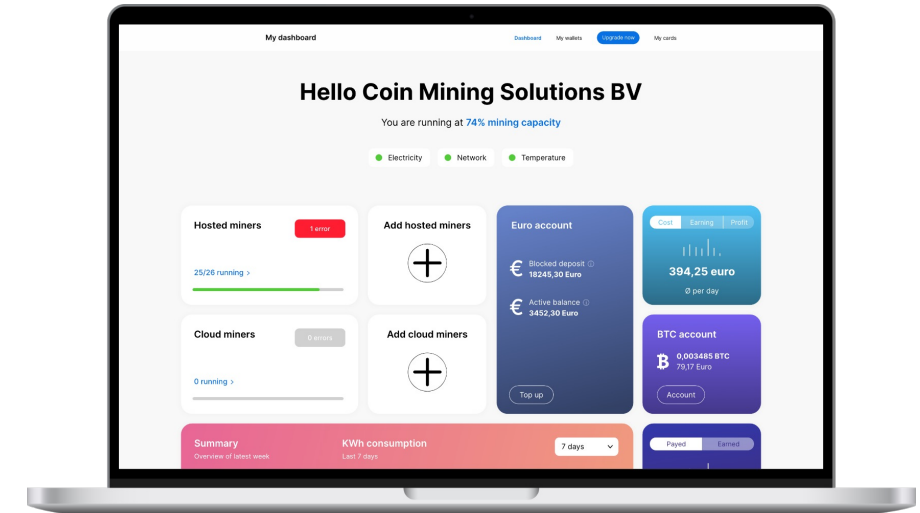 My dashboard
Dashboard
My wallets
Upgrade now
My cards
Hello Coin Mining Solutions BV
You are running at 74% mining capacity
Electricity
Network
Temperature
Hosted miners
1 error
25/26 running >
Add hosted miners
Euro account
€ Blocked deposit ⓘ
18245,30 Euro
€ Active balance ⓘ
3452,30 Euro
Top up
Cost
Earning
Profit
394,25 euro
Ø per day
Cloud miners
0 errors
0 running >
Add cloud miners
BTC account
₿ 0,003485 BTC
79,17 Euro
Account
Summary
Overview of latest week
KWh consumption
Last 7 days
7 days
Payed
Earned